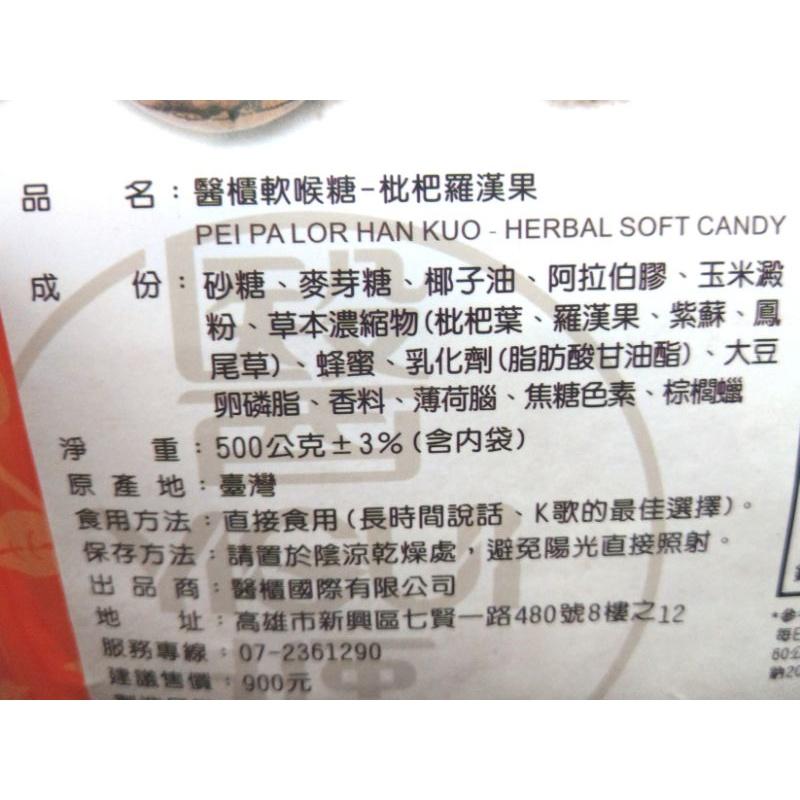 品　　名：醫櫃軟喉糖-枇杷羅漢果
PEI PA LOR HAN KUO - HERBAL SOFT CANDY
成　　份：砂糖、麥芽糖、椰子油、阿拉伯膠、玉米澱
粉、草本濃縮物(枇杷葉、羅漢果、紫蘇、鳳
尾草)、蜂蜜、乳化劑(脂肪酸甘油酯)、大豆
卵磷脂、香料、薄荷腦、焦糖色素、棕櫚蠟
淨　　重：500公克±3%(含内袋)
原 產 地：臺灣
食用方法：直接食用(長時間說話、K歌的最佳選擇)。
保存方法：請置於陰涼乾燥處，避免陽光直接照射。
出 品 商：醫櫃國際有限公司
地　　址：高雄市新興區七賢一路480號8樓之12
服務專線：07-2361290
建議售價：900元
*參
每日
60公